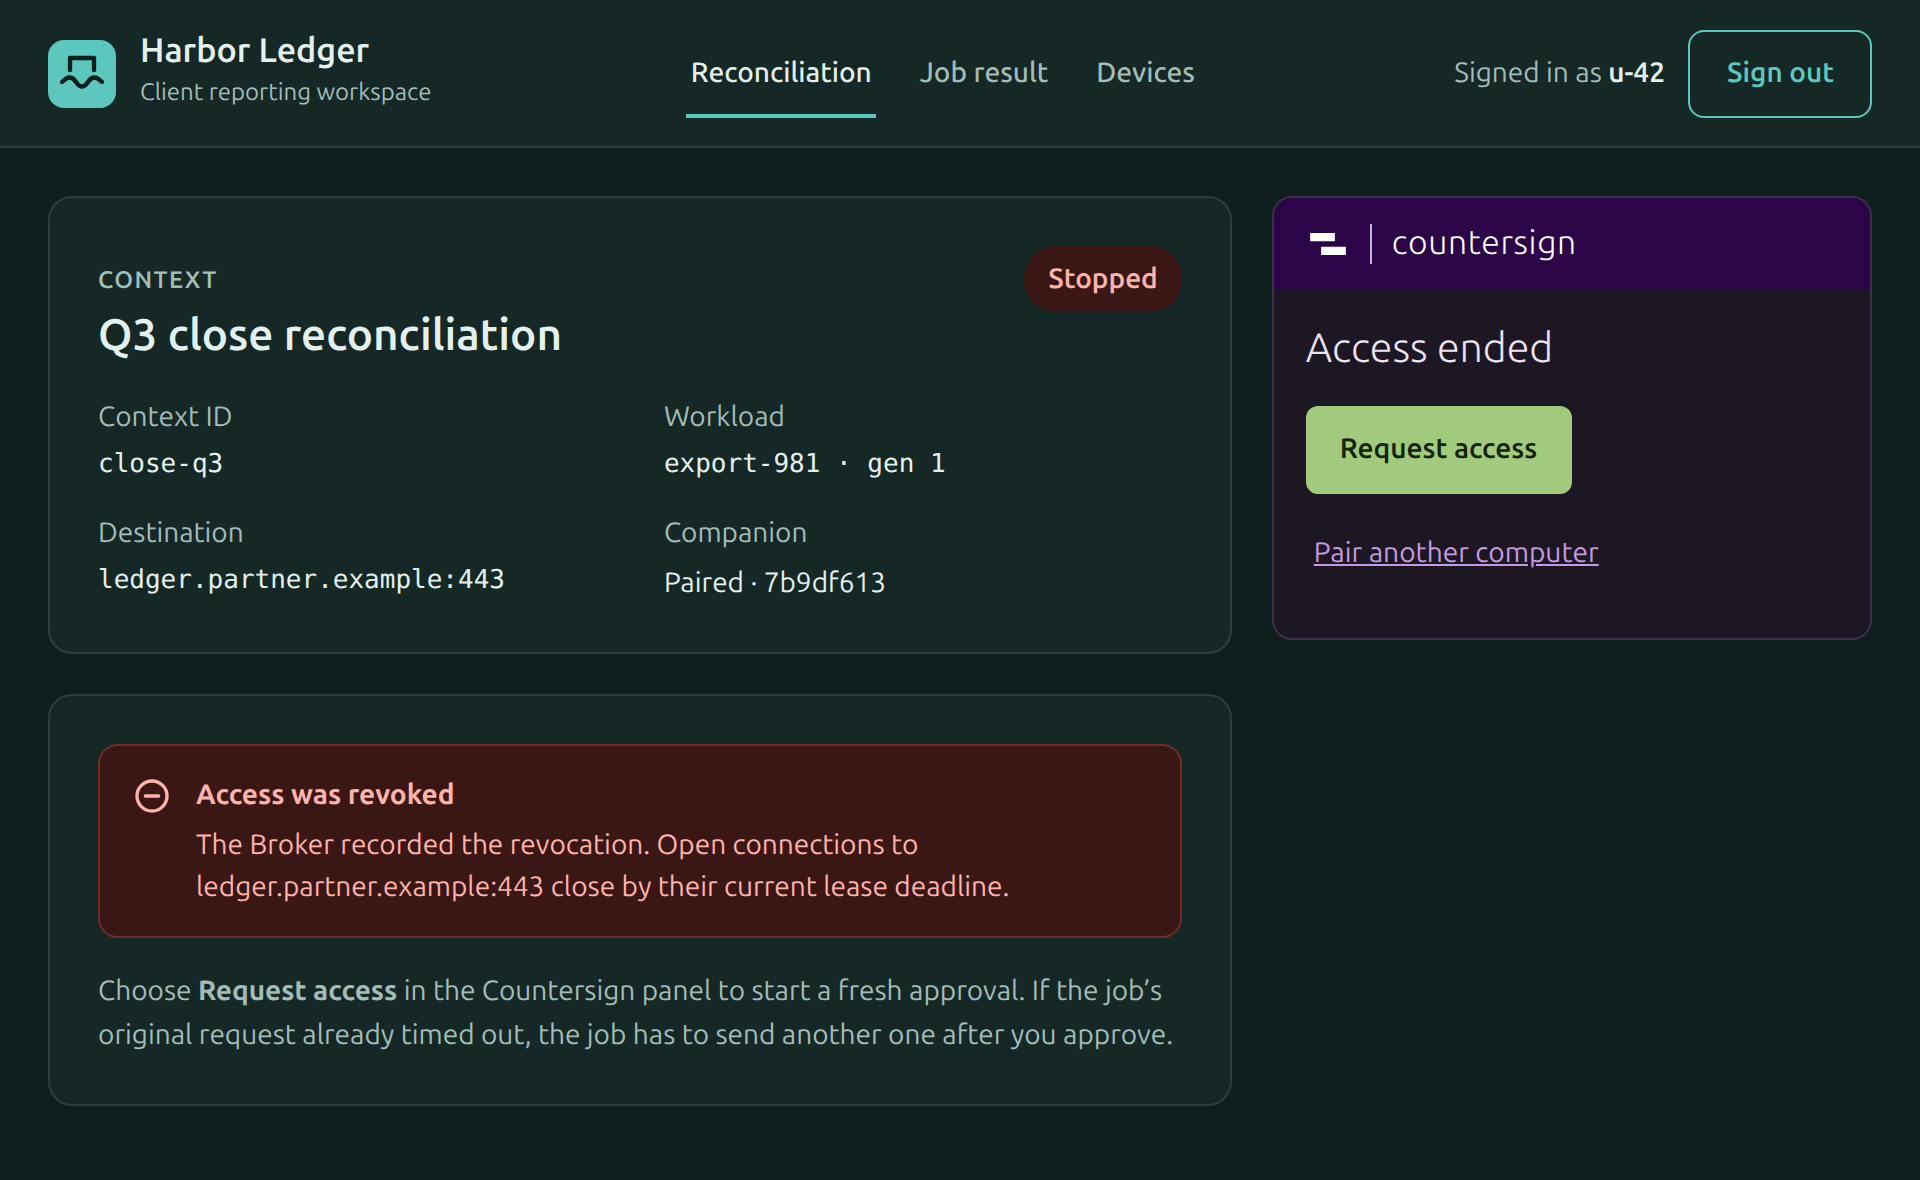 Harbor Ledger
Client reporting workspace
Reconciliation
Job result
Devices
Signed in as u-42
Sign out
CONTEXT
Stopped
Q3 close reconciliation
Context ID
close-q3
Workload
export-981 · gen 1
Destination
ledger.partner.example:443
Companion
Paired · 7b9df613
countersign
Access ended
Request access
Pair another computer
Access was revoked
The Broker recorded the revocation. Open connections to
ledger.partner.example:443 close by their current lease deadline.
Choose Request access in the Countersign panel to start a fresh approval. If the job’s
original request already timed out, the job has to send another one after you approve.